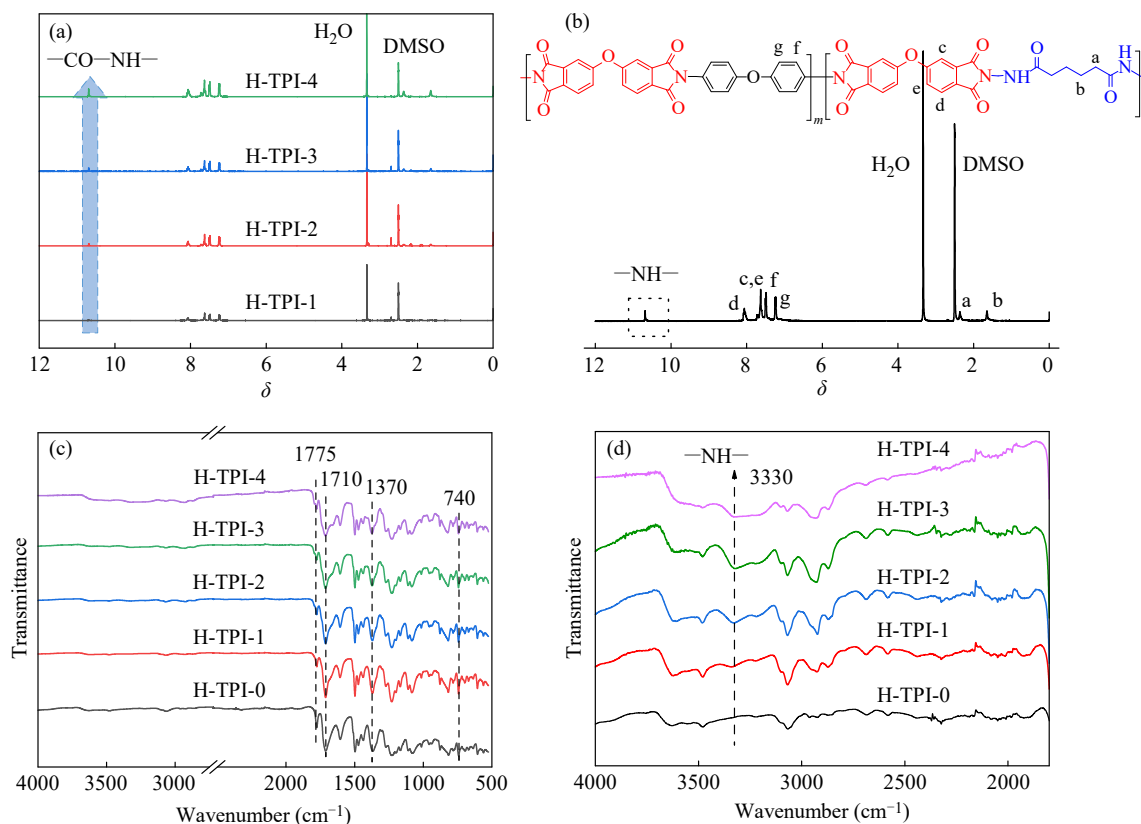 (a)
H₂O
DMSO
—CO—NH—
H-TPI-4
H-TPI-3
H-TPI-2
H-TPI-1
12 10 8 6 4 2 0
δ
(b)
O O O O O O O O H
g f c a
N O N O N O N NH N
e b
O O d O O O
m
H₂O DMSO
—NH—
d c,e f g a b
12 10 8 6 4 2 0
δ
(c)
1775
1710
1370
740
H-TPI-4
H-TPI-3
H-TPI-2
H-TPI-1
H-TPI-0
Transmittance
4000 3000 2000 1500 1000 500
Wavenumber (cm⁻¹)
(d)
—NH—
3330
H-TPI-4
H-TPI-3
H-TPI-2
H-TPI-1
H-TPI-0
Transmittance
4000 3500 3000 2500 2000
Wavenumber (cm⁻¹)